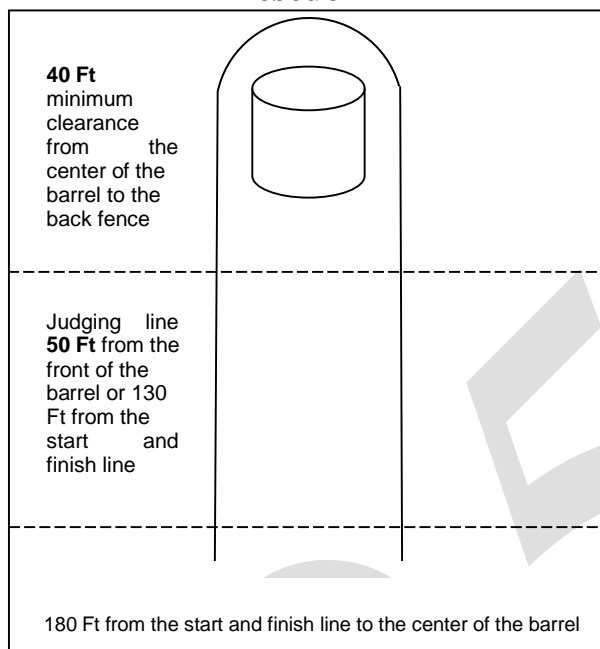 40 Ft
minimum
clearance
from the
center of the
barrel to the
back fence
Judging line
50 Ft from the
front of the
barrel or 130
Ft from the
start and
finish line
180 Ft from the start and finish line to the center of the barrel